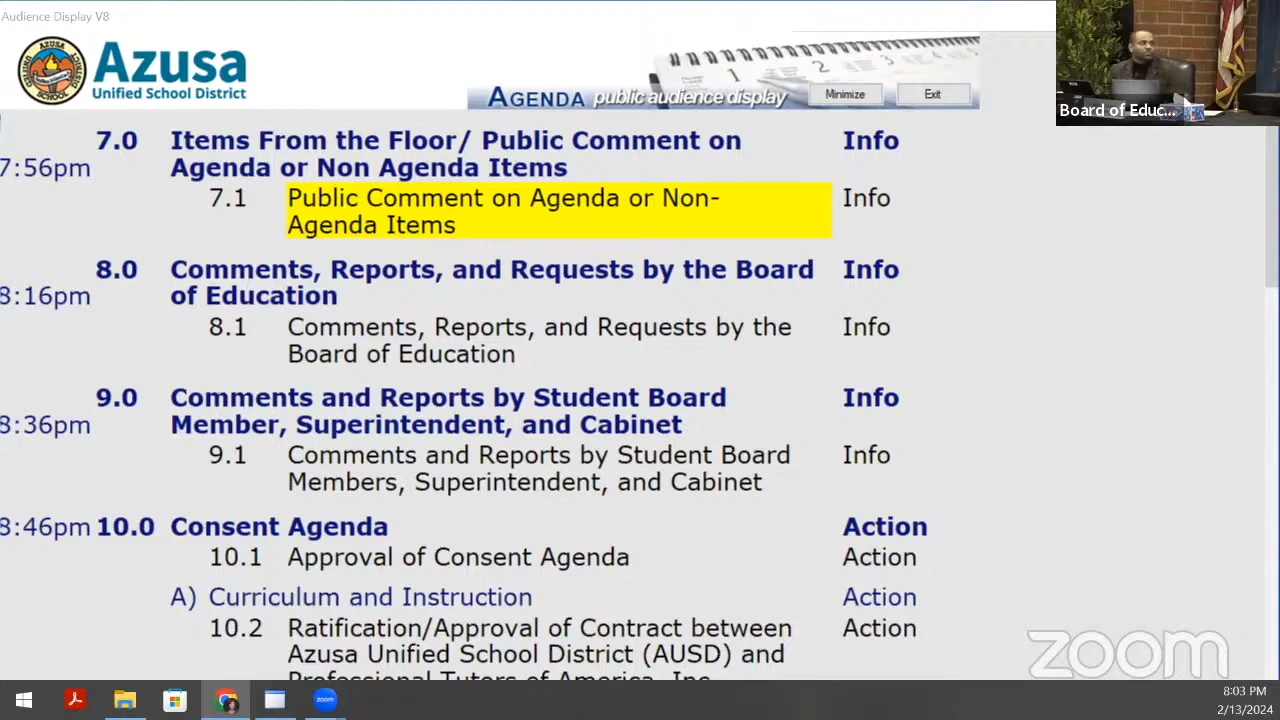 Audience Display V8
Azusa
Unified School District
AGENDA public audience display
Minimize
Exit
Board of Educ...
7.0 Items From the Floor/ Public Comment on Info
7:56pm Agenda or Non Agenda Items
7.1 Public Comment on Agenda or Non- Info
Agenda Items
8.0 Comments, Reports, and Requests by the Board Info
8:16pm of Education
8.1 Comments, Reports, and Requests by the Info
Board of Education
9.0 Comments and Reports by Student Board Info
8:36pm Member, Superintendent, and Cabinet
9.1 Comments and Reports by Student Board Info
Members, Superintendent, and Cabinet
8:46pm 10.0 Consent Agenda Action
10.1 Approval of Consent Agenda Action
A) Curriculum and Instruction Action
10.2 Ratification/Approval of Contract between Action
Azusa Unified School District (AUSD) and
Professional Tutors of America, Inc.
zoom
zoom
8:03 PM
2/13/2024